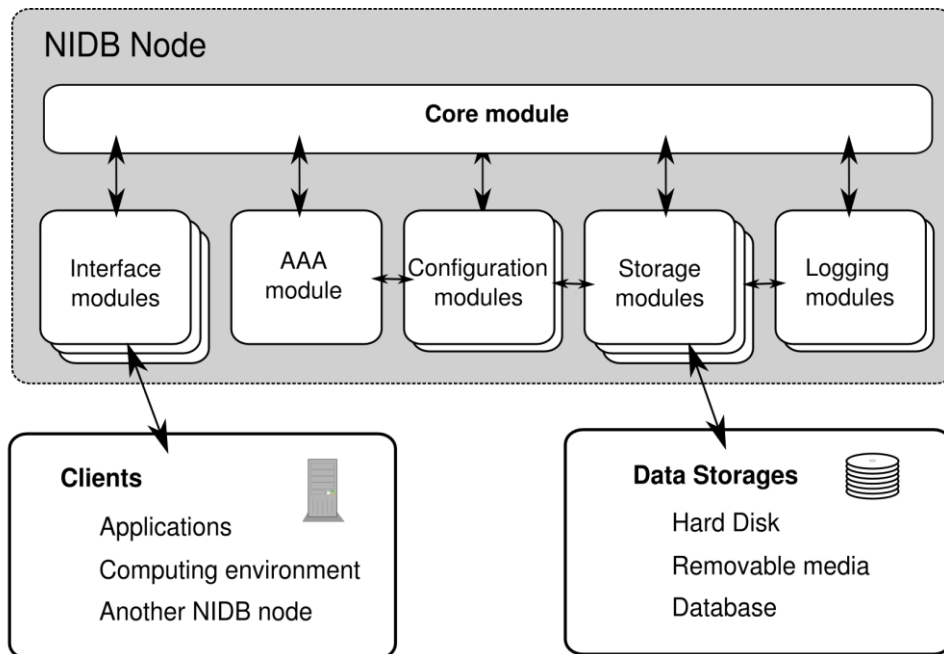 NIDB Node
Core module
Interface
modules
AAA
module
Configuration
modules
Storage
modules
Logging
modules
Clients
Applications
Computing environment
Another NIDB node
Data Storages
Hard Disk
Removable media
Database